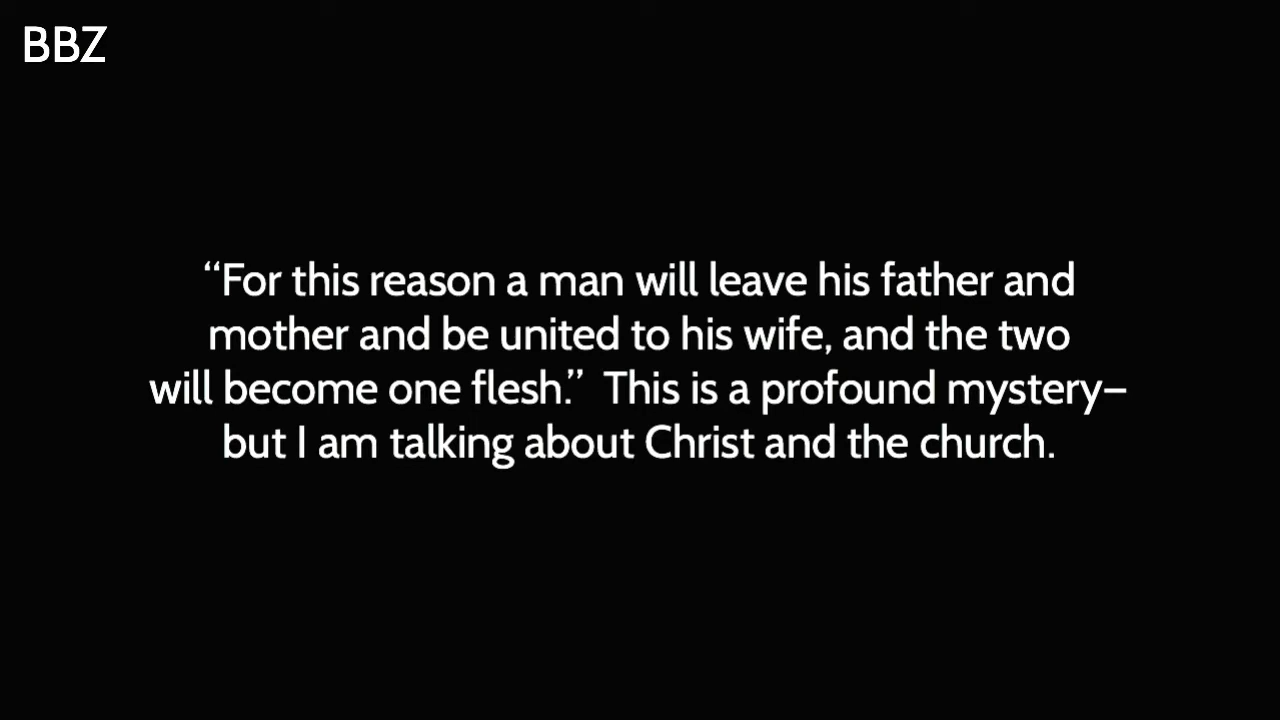 BBZ
“For this reason a man will leave his father and
mother and be united to his wife, and the two
will become one flesh.”  This is a profound mystery–
but I am talking about Christ and the church.